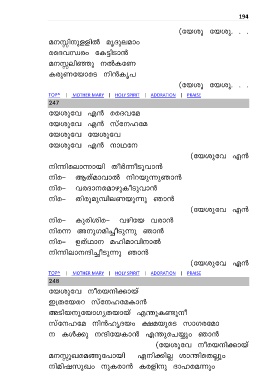 194
(യേശു യേശു. . .
മനസ്സിനുള്ളിൽ മൃദുലമാം
രോദനം കേട്ടിടാൻ
മനസ്സലിഞ്ഞു നൽകണേ
കരുണയോടെ നിൻകൃപ
(യേശു യേശു. . .
TOP^ | MOTHER MARY | HOLY SPIRIT | ADORATION | PRAISE
247
യേശുവേ എൻ ദൈവമേ
യേശുവേ എൻ സ്നേഹമേ
യേശുവേ യേശുവേ
യേശുവേ എൻ നാഥനേ
(യേശുവേ എൻ
നിന്നിലൊന്നായി തീർന്നീടുവാൻ
നിത- ആത്മാവാൽ നിറയുന്നുഞാൻ
നിത- വരദാനമൊഴുകീടുവാൻ
നിത- തിരുമുമ്പിലണയുന്നു ഞാൻ
(യേശുവേ എൻ
നിത- കുരിശിത- വഴിയേ വരാൻ
നിന്നെ അനുഗമിച്ചീടുന്നു ഞാൻ
നിത- ഉത്ഥാന മഹിമാവിനാൽ
നിന്നിലാനന്ദിച്ചീടുന്നു ഞാൻ
(യേശുവേ എൻ
TOP^ | MOTHER MARY | HOLY SPIRIT | ADORATION | PRAISE
248
യേശുവേ നീയെനിക്കായ്
ഇത്രയേറെ സ്നേഹമേകാൻ
അടിയനുയോഗ്യതയായ് എന്തുകണ്ടുനീ
സ്നേഹമേ നിൻഹൃദയം ക്ഷമയുടെ സാഗരമോ
ന കൾക്കു നന്ദിയേകാൻ എന്തുചെയ്യും ഞാൻ
(യേശുവേ നീയെനിക്കായ്
മനസ്സുഖമെങ്ങുപോയി എനിക്കില്ല ശാന്തിതെല്ലും
നിമിഷസുഖം നുകരാൻ കരളിനു ദാഹമെന്നും